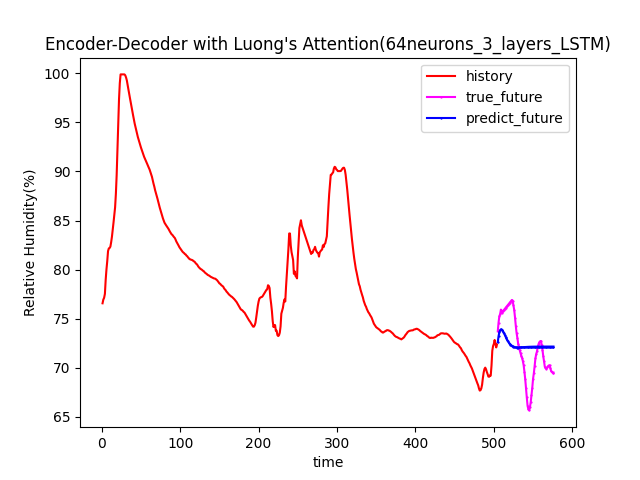 Encoder-Decoder with Luong's Attention(64neurons_3_layers_LSTM)
history
true_future
predict_future
Relative Humidity(%)
100
95
90
85
80
75
70
65
0 100 200 300 400 500 600
time